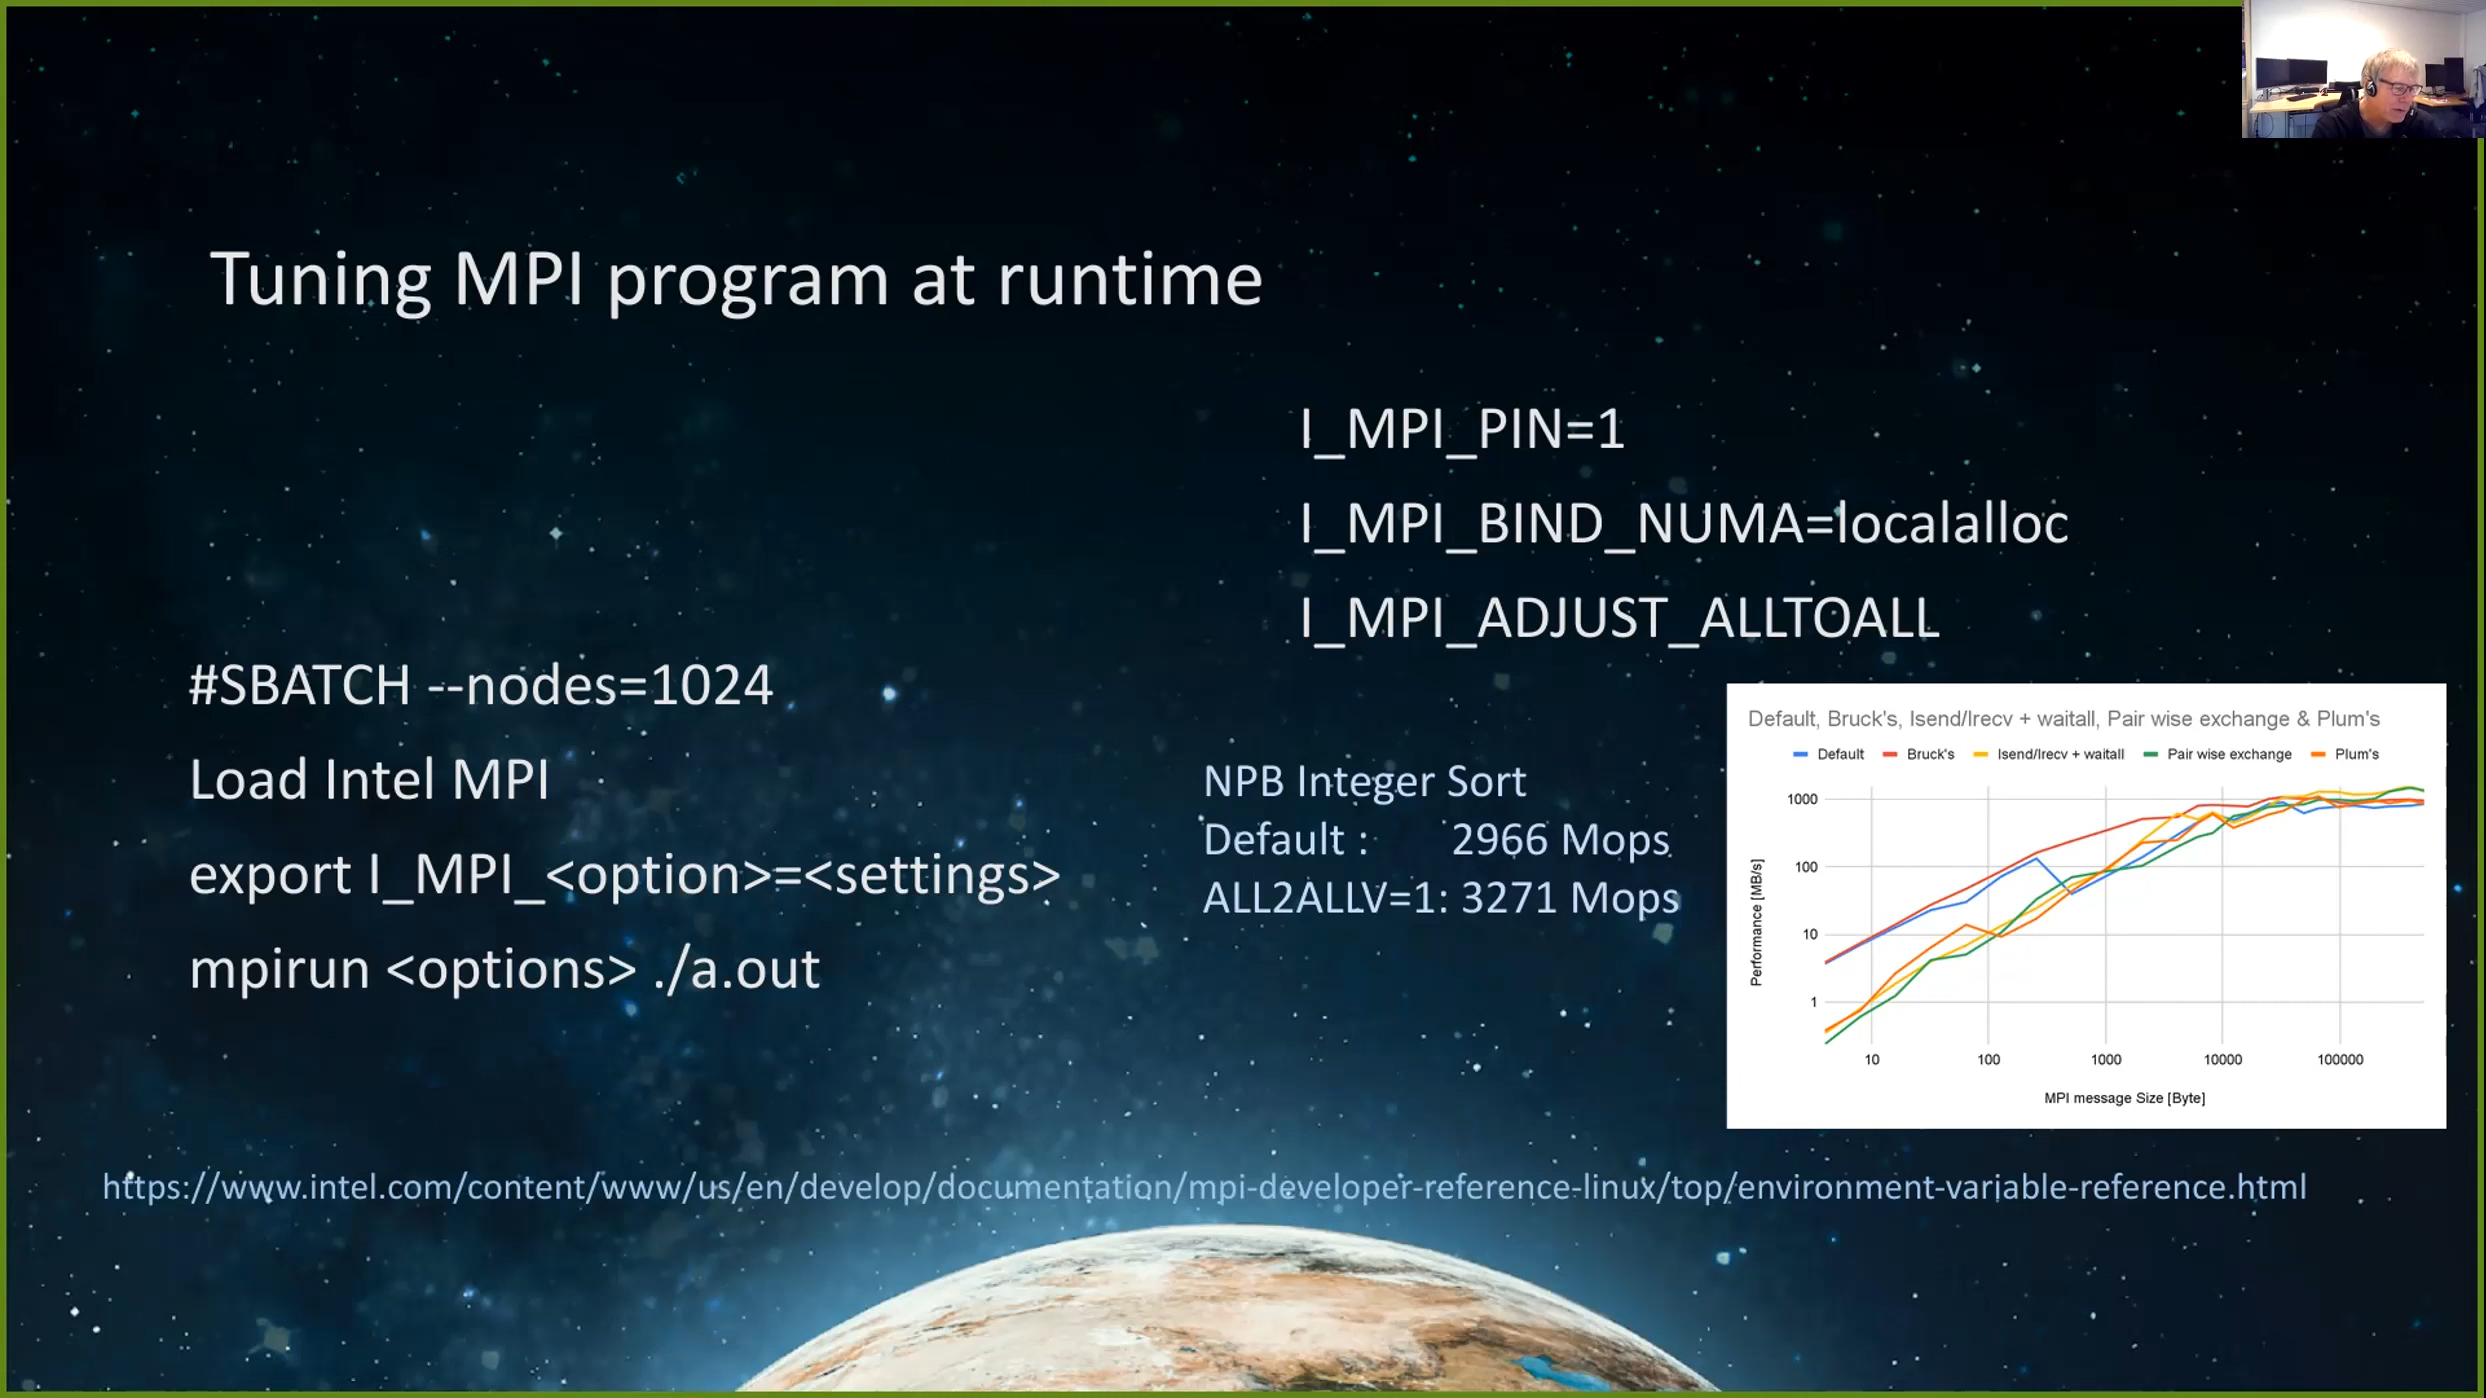 Tuning MPI program at runtime
#SBATCH --nodes=1024
Load Intel MPI
export I_MPI_<option>=<settings>
mpirun <options> ./a.out
I_MPI_PIN=1
I_MPI_BIND_NUMA=localalloc
I_MPI_ADJUST_ALLTOALL
NPB Integer Sort
Default : 2966 Mops
ALL2ALLV=1: 3271 Mops
Default, Bruck's, Isend/Irecv + waitall, Pair wise exchange & Plum's
Default Bruck's Isend/Irecv + waitall Pair wise exchange Plum's
Performance [MB/s]
1000
100
10
1
10 100 1000 10000 100000
MPI message Size [Byte]
https://www.intel.com/content/www/us/en/develop/documentation/mpi-developer-reference-linux/top/environment-variable-reference.html